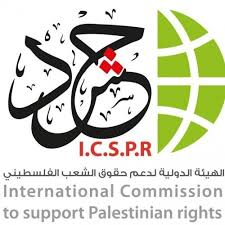 حشد
I.C.S.P.R
الهيئة الدولية لدعم حقوق الشعب الفلسطيني
International Commission
to support Palestinian rights